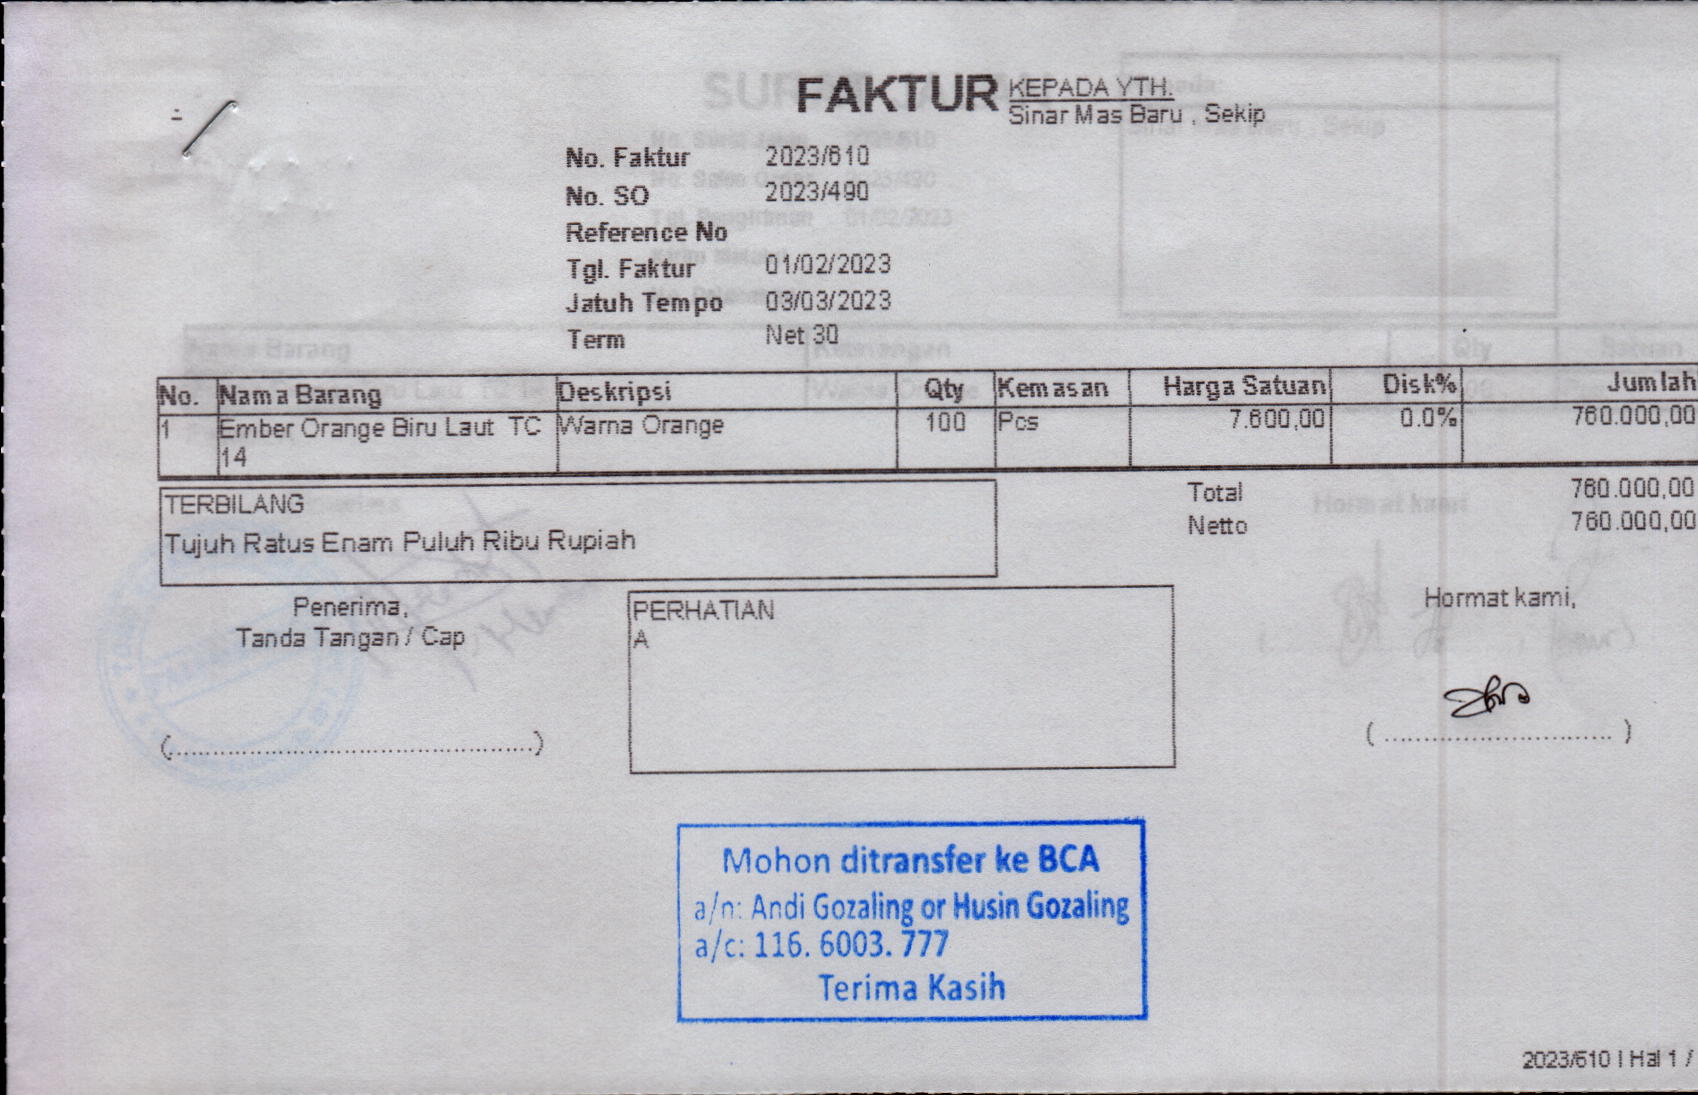 FAKTUR
KEPADA YTH.
Sinar Mas Baru , Sekip
No. Faktur 2023/610
No. SO 2023/490
Reference No
Tgl. Faktur 01/02/2023
Jatuh Tempo 03/03/2023
Term Net 30
No. Nama Barang Deskripsi Qty Kemasan Harga Satuan Disk% Jumlah
1 Ember Orange Biru Laut TC Warna Orange 100 Pcs 7.600,00 0.0% 760.000,00
14
TERBILANG
Tujuh Ratus Enam Puluh Ribu Rupiah
Total 760.000,00
Netto 760.000,00
Penerima,
Tanda Tangan / Cap
(..............................................)
PERHATIAN
A
Hormat kami,
( ............................ )
Mohon ditransfer ke BCA
a/n: Andi Gozaling or Husin Gozaling
a/c: 116. 6003. 777
Terima Kasih
2023/610 | Hal 1 /